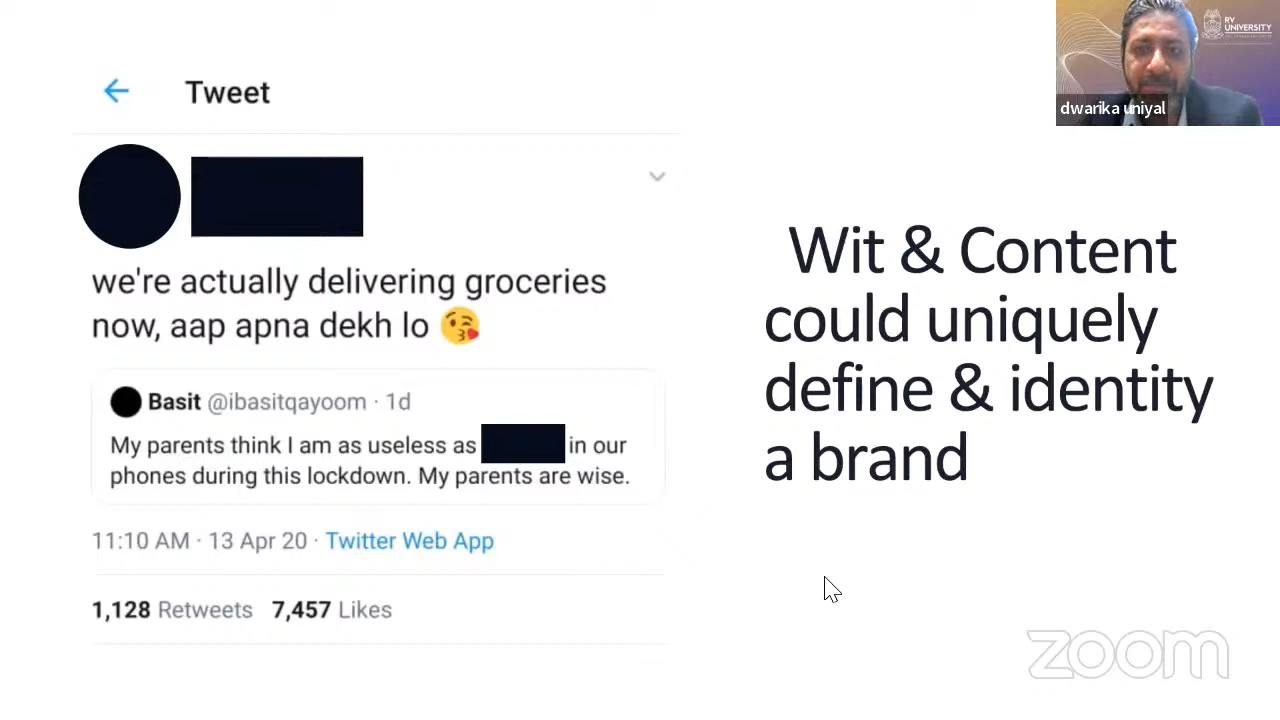 Tweet
we're actually delivering groceries
now, aap apna dekh lo
Basit @ibasitqayoom · 1d
My parents think I am as useless as in our
phones during this lockdown. My parents are wise.
11:10 AM · 13 Apr 20 · Twitter Web App
1,128 Retweets 7,457 Likes
Wit & Content
could uniquely
define & identity
a brand
RV
UNIVERSITY
dwarika uniyal
zoom